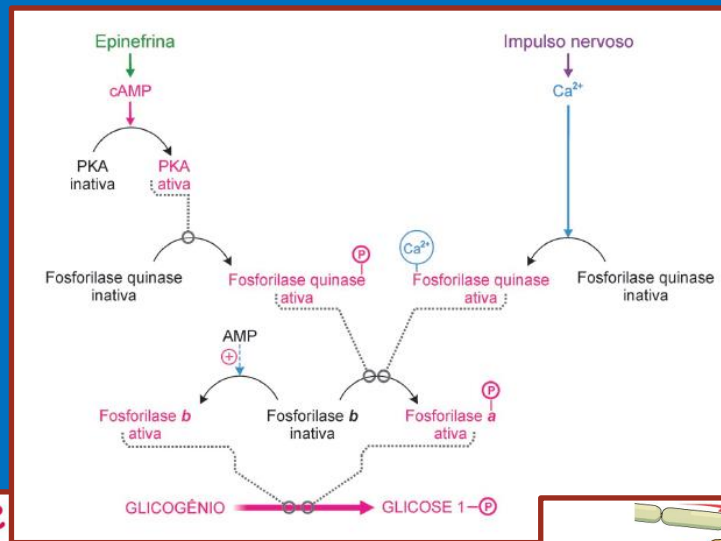 Epinefrina
Impulso nervoso
cAMP
Ca²⁺
PKA
inativa
PKA
ativa
Fosforilase quinase
inativa
P
Fosforilase quinase
ativa
Ca²⁺
Fosforilase quinase
ativa
Fosforilase quinase
inativa
AMP
+
Fosforilase b
ativa
Fosforilase b
inativa
P
Fosforilase a
ativa
GLICOGÊNIO
GLICOSE 1–P